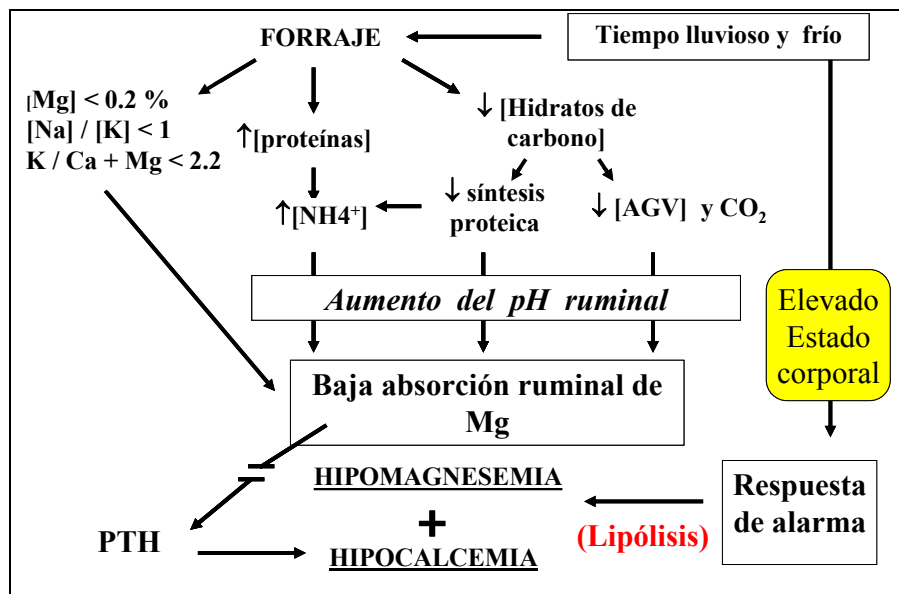 FORRAJE
Tiempo lluvioso y frío
[Mg] < 0.2 %
[Na] / [K] < 1
K / Ca + Mg < 2.2
↑[proteínas]
↓ [Hidratos de
carbono]
↑[NH4⁺]
↓ síntesis
proteica
↓ [AGV] y CO₂
Aumento del pH ruminal
Elevado
Estado
corporal
Baja absorción ruminal de
Mg
HIPOMAGNESEMIA
+
HIPOCALCEMIA
PTH
(Lipólisis)
Respuesta
de alarma